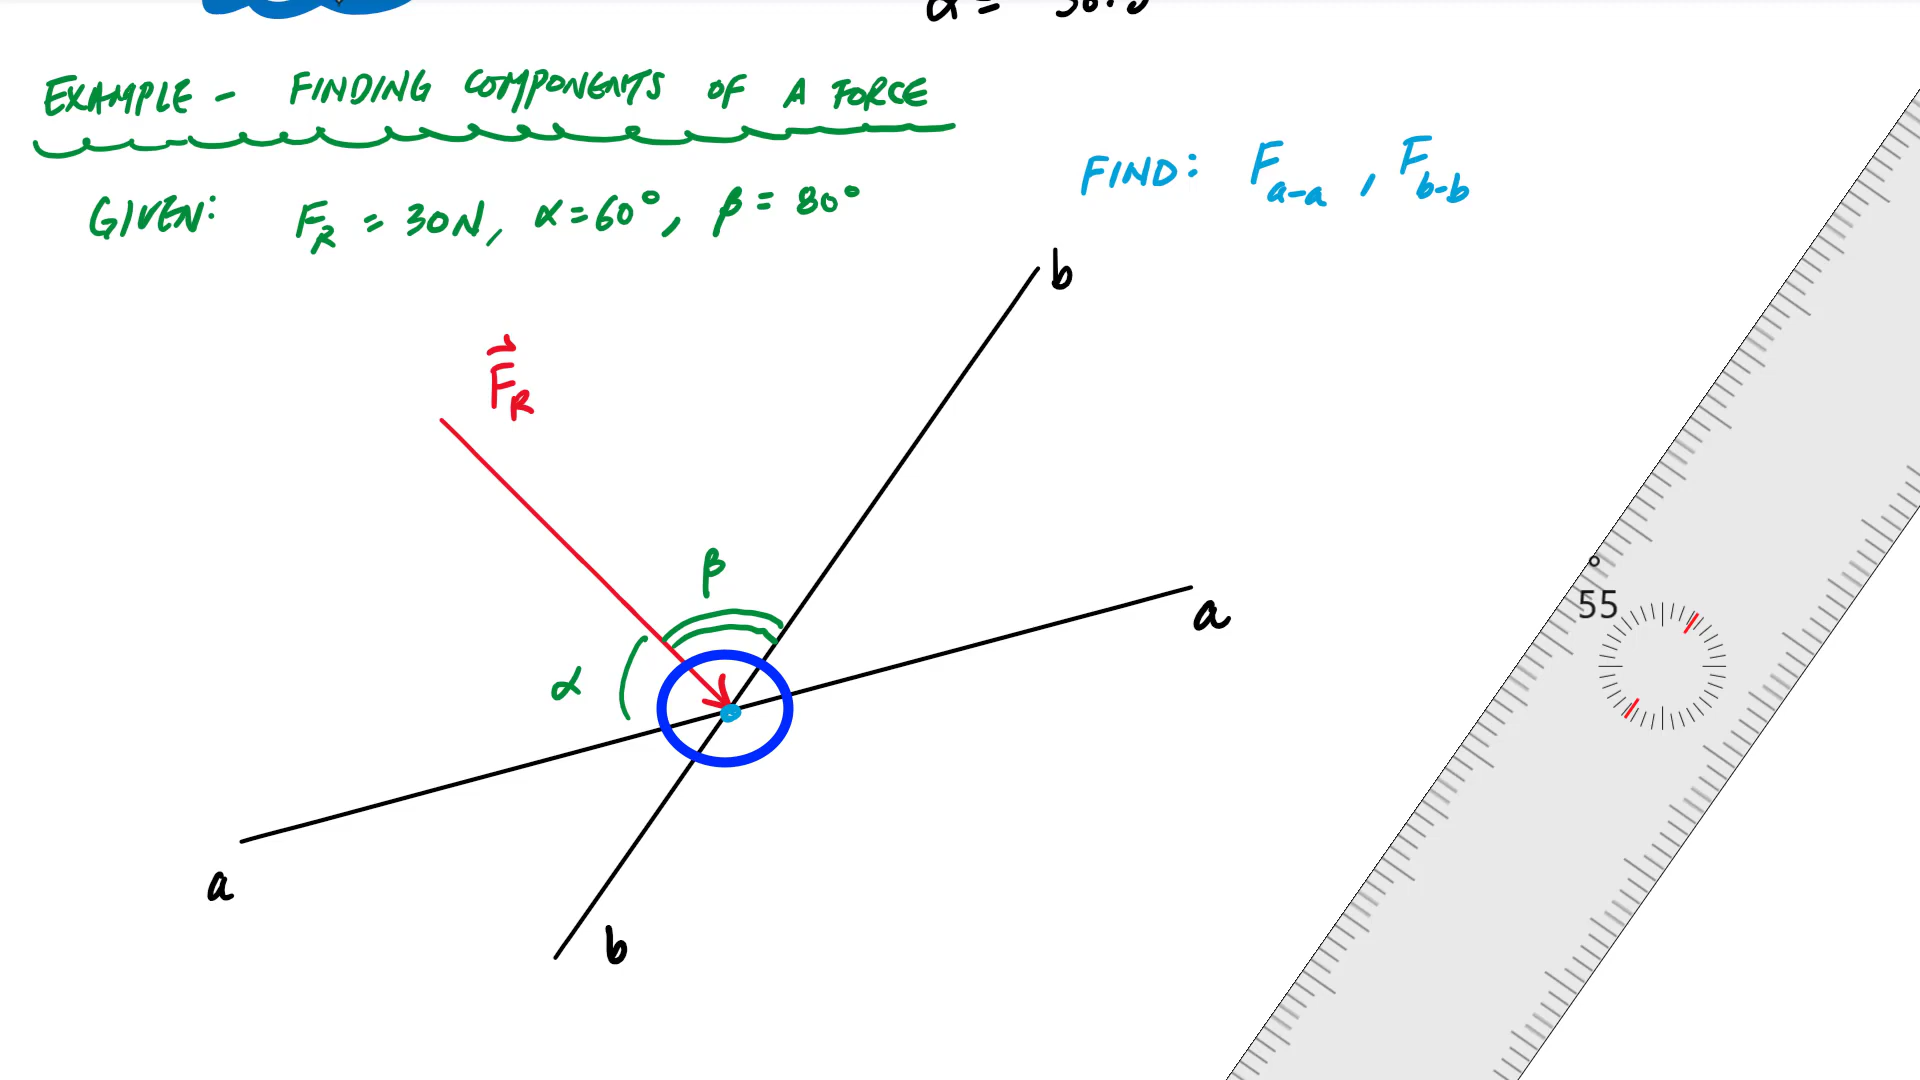 EXAMPLE - FINDING COMPONENTS OF A FORCE
GIVEN: F_R = 30N, α=60°, β=80°
FIND: F_a-a, F_b-b
b
F_R
β
a
°
55
α
a
b